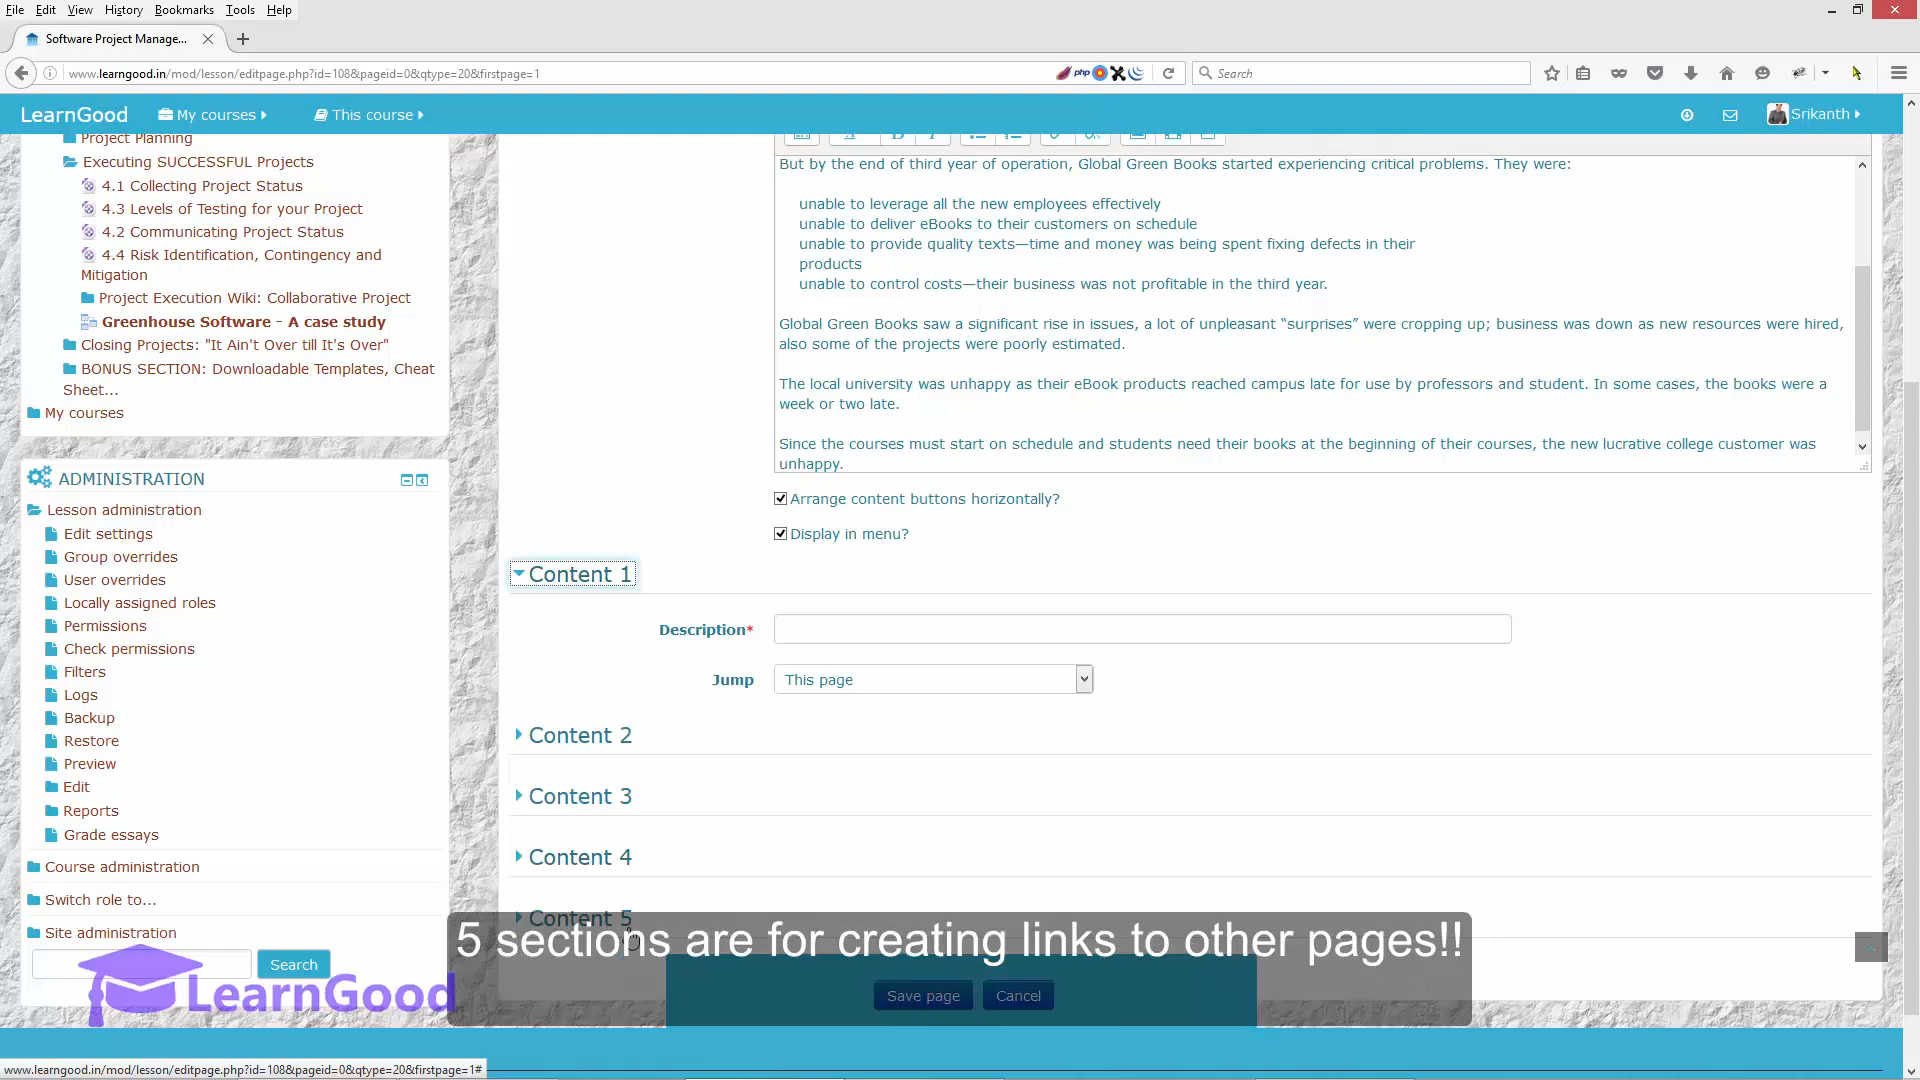 File Edit View History Bookmarks Tools Help
Software Project Manage...
www.learngood.in/mod/lesson/editpage.php?id=108&pageid=0&qtype=20&firstpage=1
php
Search
LearnGood
My courses
This course
Srikanth
Project Planning
Executing SUCCESSFUL Projects
4.1 Collecting Project Status
4.3 Levels of Testing for your Project
4.2 Communicating Project Status
4.4 Risk Identification, Contingency and
Mitigation
Project Execution Wiki: Collaborative Project
Greenhouse Software - A case study
Closing Projects: "It Ain't Over till It's Over"
BONUS SECTION: Downloadable Templates, Cheat
Sheet...
My courses
ADMINISTRATION
Lesson administration
Edit settings
Group overrides
User overrides
Locally assigned roles
Permissions
Check permissions
Filters
Logs
Backup
Restore
Preview
Edit
Reports
Grade essays
Course administration
Switch role to...
Site administration
Search
LearnGood
But by the end of third year of operation, Global Green Books started experiencing critical problems. They were:
unable to leverage all the new employees effectively
unable to deliver eBooks to their customers on schedule
unable to provide quality texts—time and money was being spent fixing defects in their
products
unable to control costs—their business was not profitable in the third year.
Global Green Books saw a significant rise in issues, a lot of unpleasant “surprises” were cropping up; business was down as new resources were hired,
also some of the projects were poorly estimated.
The local university was unhappy as their eBook products reached campus late for use by professors and student. In some cases, the books were a
week or two late.
Since the courses must start on schedule and students need their books at the beginning of their courses, the new lucrative college customer was
unhappy.
Arrange content buttons horizontally?
Display in menu?
Content 1
Description*
Jump This page
Content 2
Content 3
Content 4
Content 5
5 sections are for creating links to other pages!!
Save page Cancel
www.learngood.in/mod/lesson/editpage.php?id=108&pageid=0&qtype=20&firstpage=1#